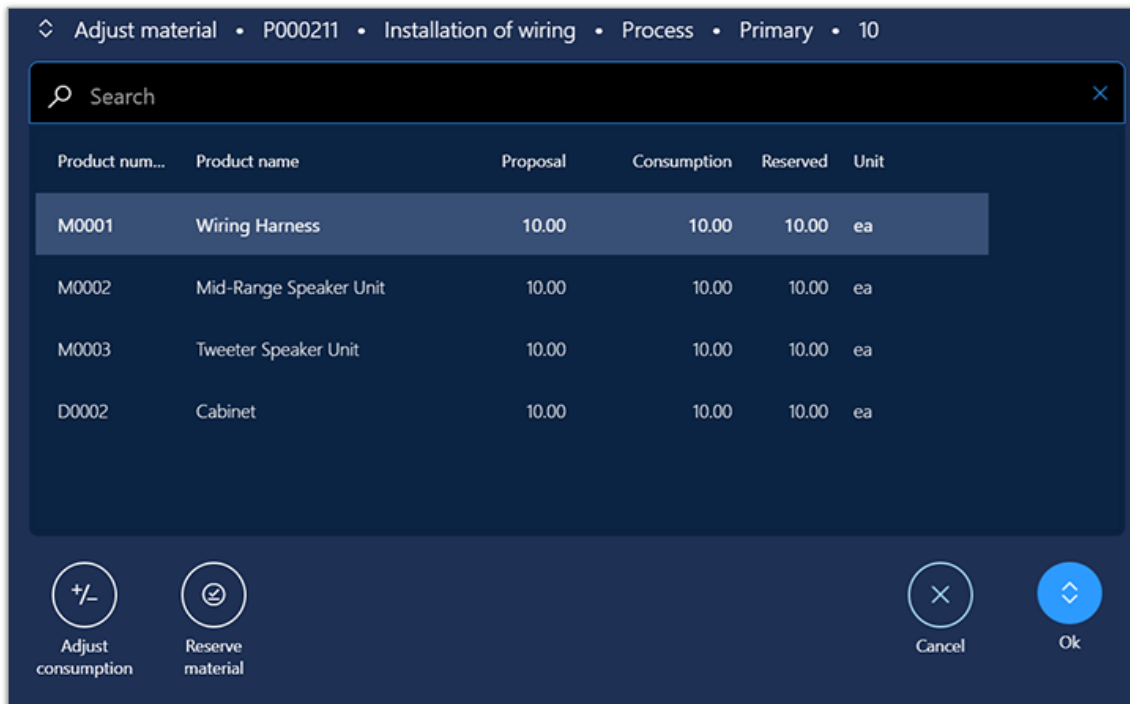 Adjust material • P000211 • Installation of wiring • Process • Primary • 10
Search
Product num... Product name Proposal Consumption Reserved Unit
M0001 Wiring Harness 10.00 10.00 10.00 ea
M0002 Mid-Range Speaker Unit 10.00 10.00 10.00 ea
M0003 Tweeter Speaker Unit 10.00 10.00 10.00 ea
D0002 Cabinet 10.00 10.00 10.00 ea
+/-
Adjust
consumption
Reserve
material
Cancel
Ok